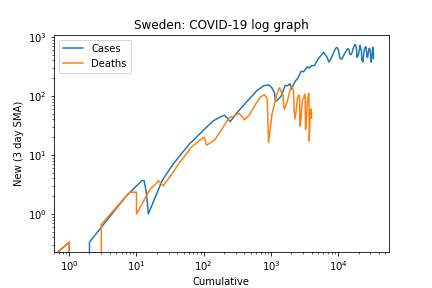 Sweden: COVID-19 log graph
Cases
Deaths
New (3 day SMA)
10³
10²
10¹
10⁰
10⁰ 10¹ 10² 10³ 10⁴
Cumulative